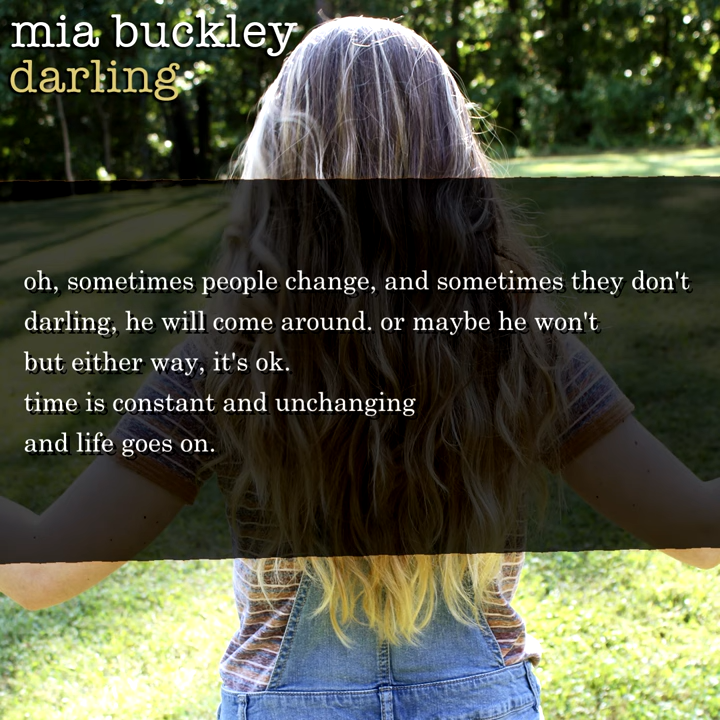 mia buckley
darling
oh, sometimes people change, and sometimes they don't
darling, he will come around. or maybe he won't
but either way, it's ok.
time is constant and unchanging
and life goes on.